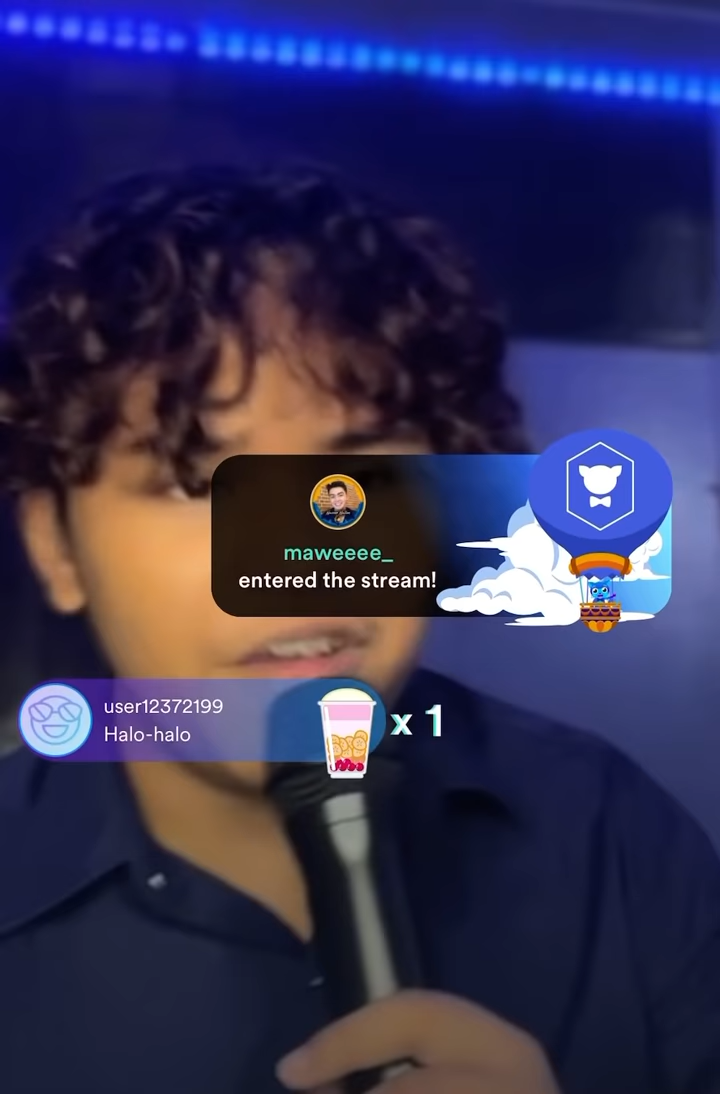 maweeee_
entered the stream!
user12372199
Halo-halo
x 1